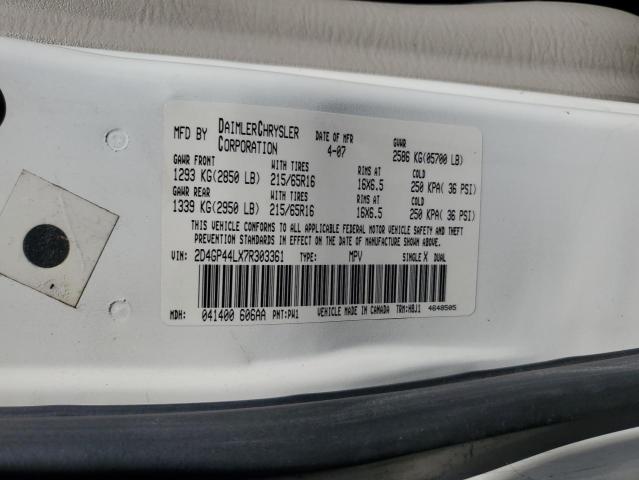 MFD BY DAIMLERCHRYSLER CORPORATION DATE OF MFR 4-07 GVWR 2586 KG(05700 LB)
GAWR FRONT WITH TIRES RIMS AT COLD
1293 KG(2850 LB) 215/65R16 16X6.5 250 KPA( 36 PSI)
GAWR REAR WITH TIRES RIMS AT COLD
1339 KG(2950 LB) 215/65R16 16X6.5 250 KPA( 36 PSI)
THIS VEHICLE CONFORMS TO ALL APPLICABLE FEDERAL MOTOR VEHICLE SAFETY AND THEFT
PREVENTION STANDARDS IN EFFECT ON THE DATE OF MANUFACTURE SHOWN ABOVE.
VIN: 2D4GP44LX7R303361 TYPE: MPV SINGLE X DUAL
MDH: 041400 606AA PNT:PW1 VEHICLE MADE IN CANADA TRM:HBJ1 4648505